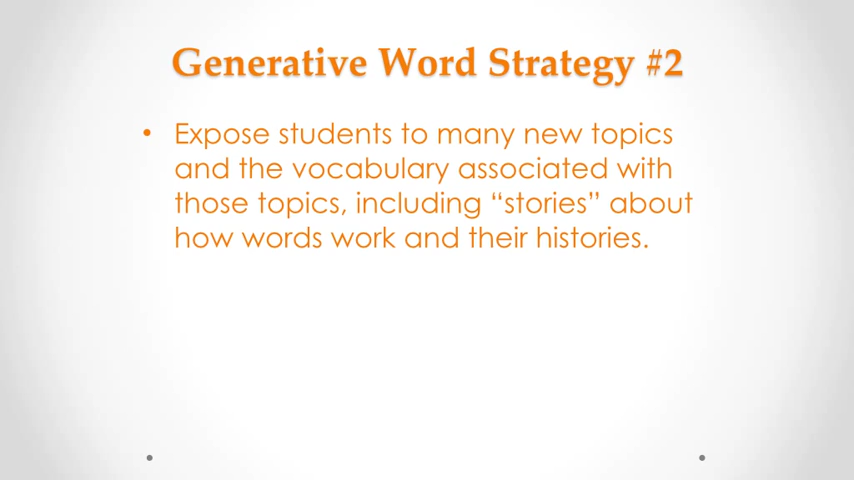 Generative Word Strategy #2
• Expose students to many new topics
and the vocabulary associated with
those topics, including “stories” about
how words work and their histories.